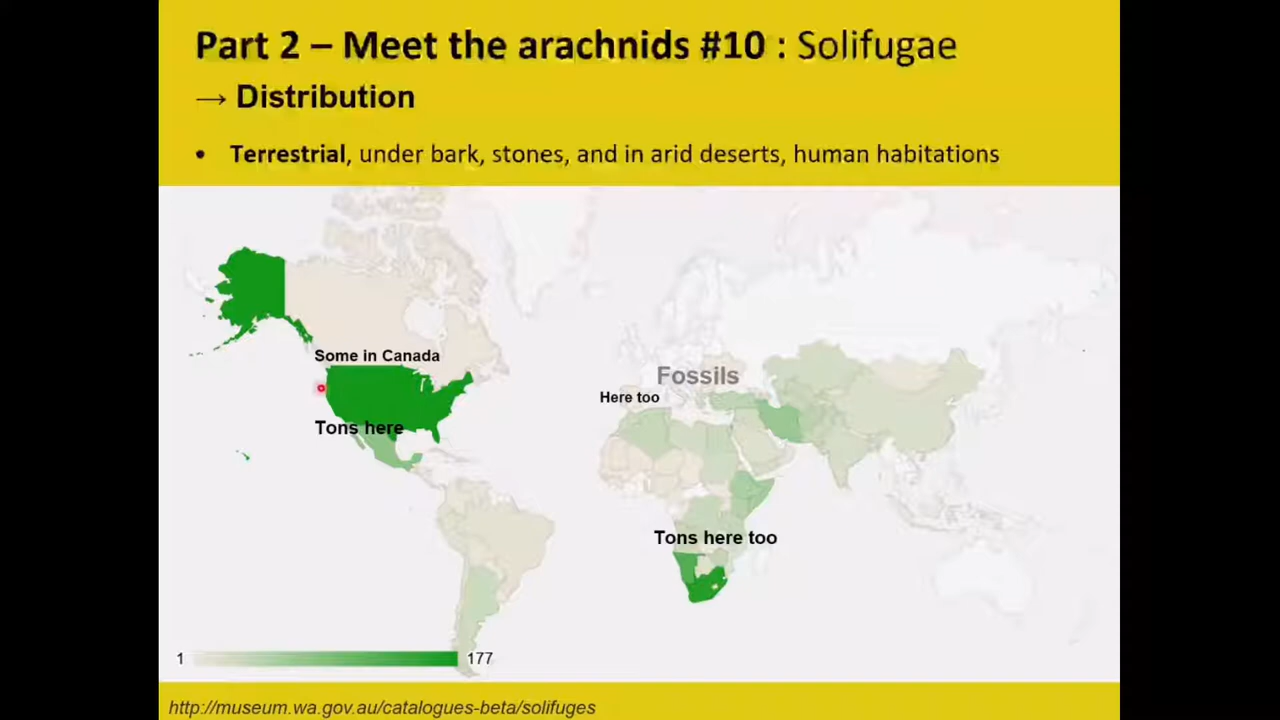 Part 2 – Meet the arachnids #10 : Solifugae
→ Distribution
• Terrestrial, under bark, stones, and in arid deserts, human habitations
Some in Canada
Fossils
Here too
Tons here
Tons here too
1 177
http://museum.wa.gov.au/catalogues-beta/solifuges